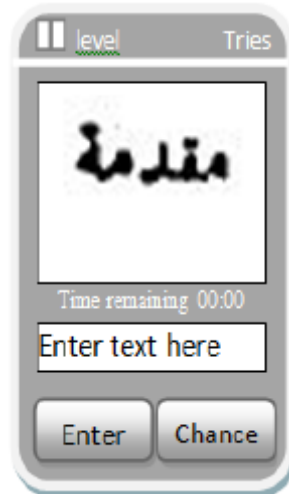 level Tries
مقدمة
Time remaining 00:00
Enter text here
Enter Chance